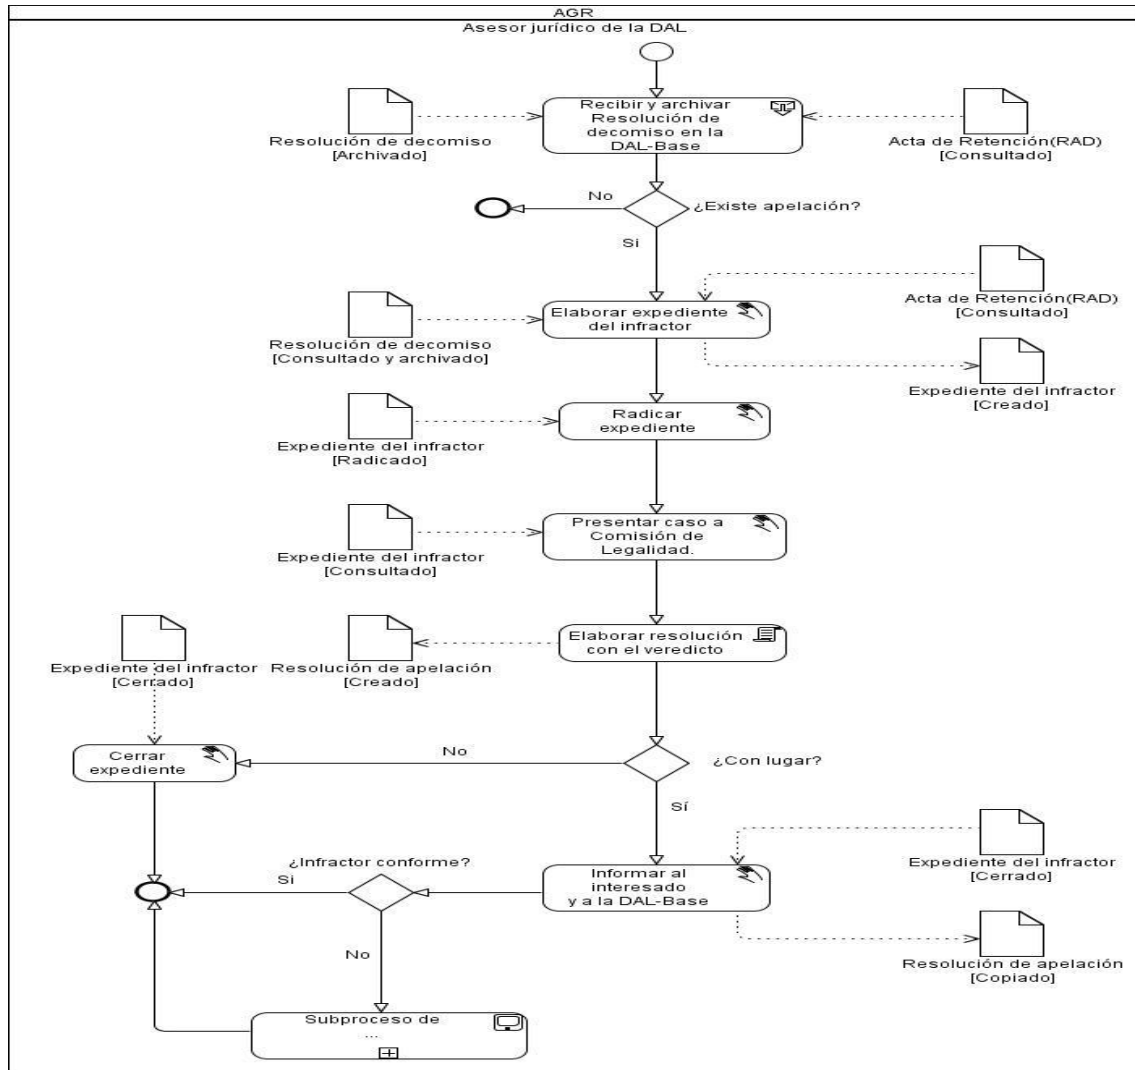 AGR
Asesor jurídico de la DAL
Recibir y archivar
Resolución de
decomiso en la
DAL-Base
Resolución de decomiso
[Archivado]
Acta de Retención(RAD)
[Consultado]
No
¿Existe apelación?
Si
Acta de Retención(RAD)
[Consultado]
Elaborar expediente
del infractor
Resolución de decomiso
[Consultado y archivado]
Expediente del infractor
[Creado]
Radicar
expediente
Expediente del infractor
[Radicado]
Presentar caso a
Comisión de
Legalidad.
Expediente del infractor
[Consultado]
Elaborar resolución
con el veredicto
Expediente del infractor
[Cerrado]
Resolución de apelación
[Creado]
Cerrar
expediente
No
¿Con lugar?
Sí
Expediente del infractor
[Cerrado]
¿Infractor conforme?
Si
Informar al
interesado
y a la DAL-Base
No
Resolución de apelación
[Copiado]
Subproceso de
...